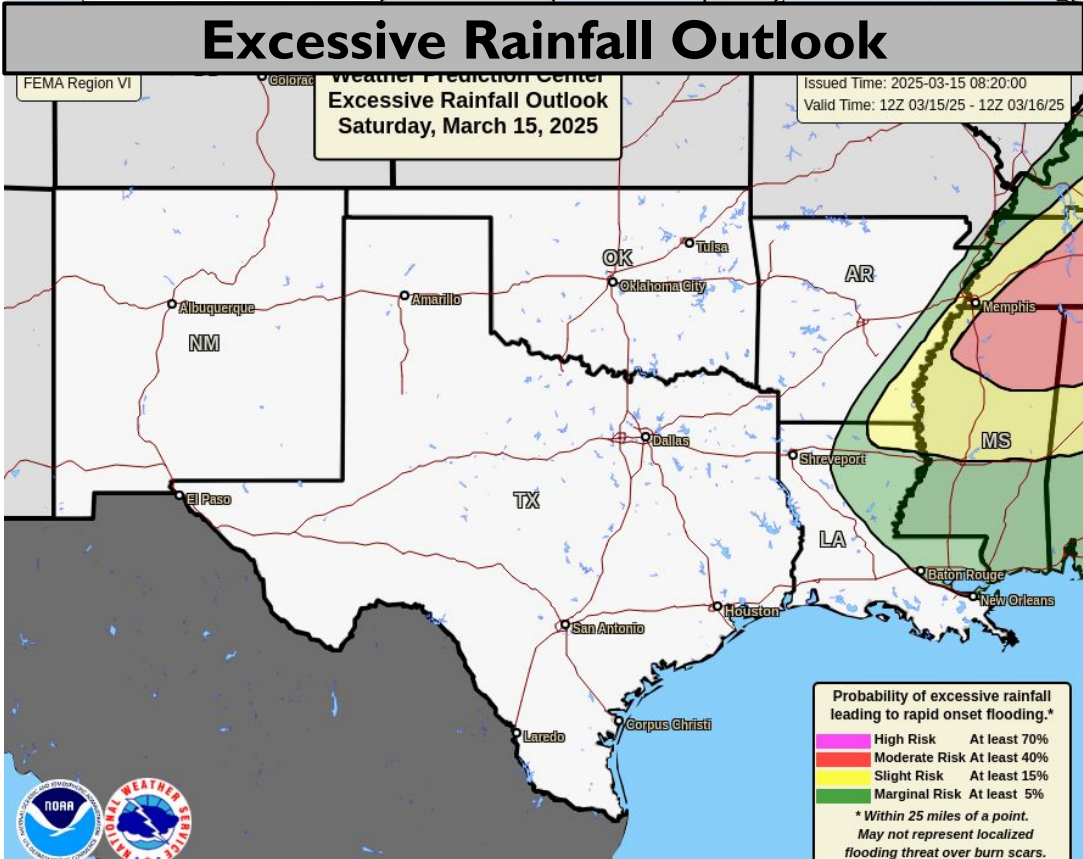 Excessive Rainfall Outlook
FEMA Region VI
Weather Prediction Center
Excessive Rainfall Outlook
Saturday, March 15, 2025
Issued Time: 2025-03-15 08:20:00
Valid Time: 12Z 03/15/25 - 12Z 03/16/25
Colorad
Tulsa
OK
Oklahoma City
AR
Albuquerque
Amarillo
Memphis
NM
Dallas
MS
Shreveport
El Paso
TX
LA
Baton Rouge
New Orleans
Houston
San Antonio
Corpus Christi
Laredo
Probability of excessive rainfall
leading to rapid onset flooding.*
High Risk At least 70%
Moderate Risk At least 40%
Slight Risk At least 15%
Marginal Risk At least 5%
* Within 25 miles of a point.
May not represent localized
flooding threat over burn scars.
NOAA
NATIONAL WEATHER SERVICE